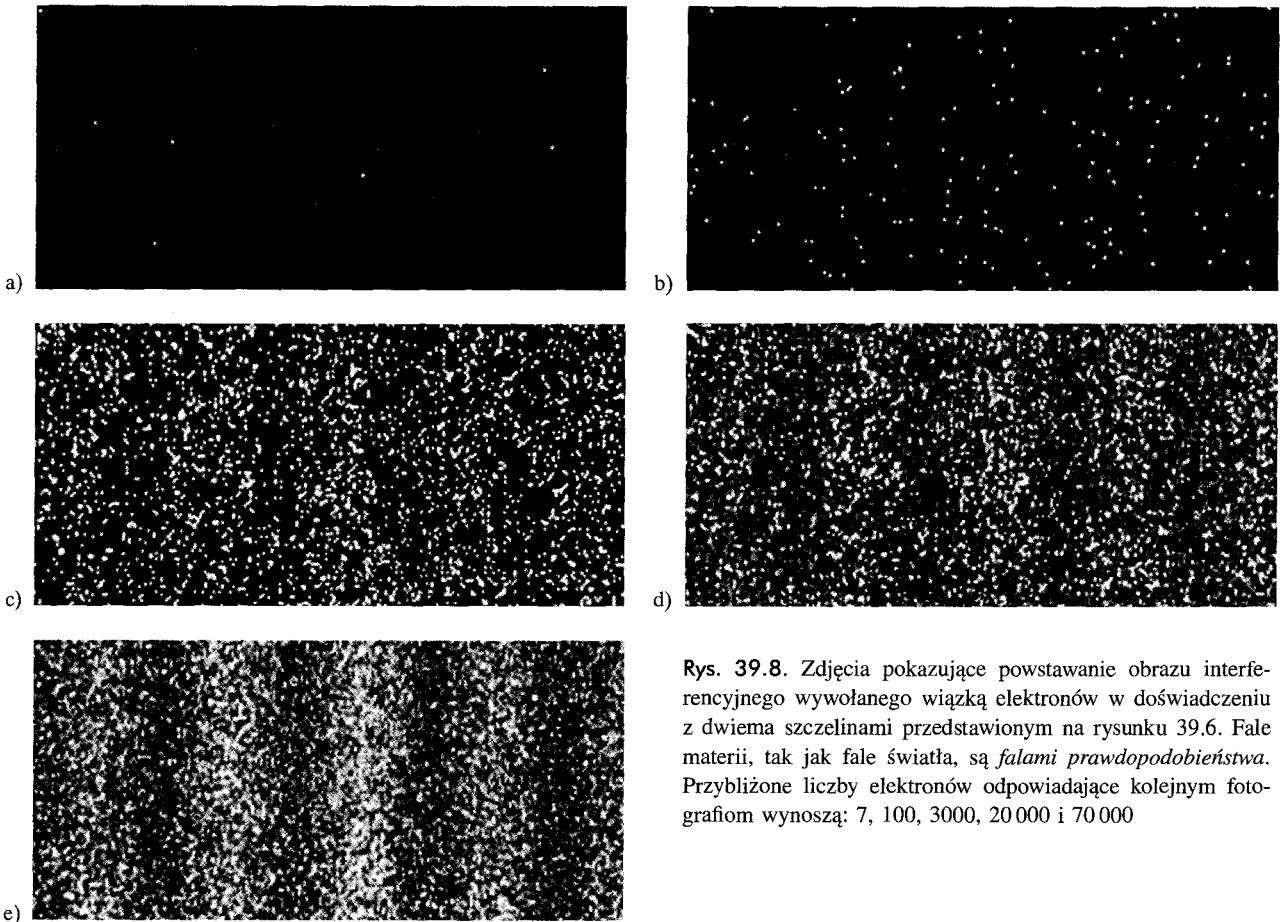 a)
b)
c)
d)
e)
Rys. 39.8. Zdjęcia pokazujące powstawanie obrazu interfe-
rencyjnego wywołanego wiązką elektronów w doświadczeniu
z dwiema szczelinami przedstawionym na rysunku 39.6. Fale
materii, tak jak fale światła, są falami prawdopodobieństwa.
Przybliżone liczby elektronów odpowiadające kolejnym foto-
grafiom wynoszą: 7, 100, 3000, 20 000 i 70 000